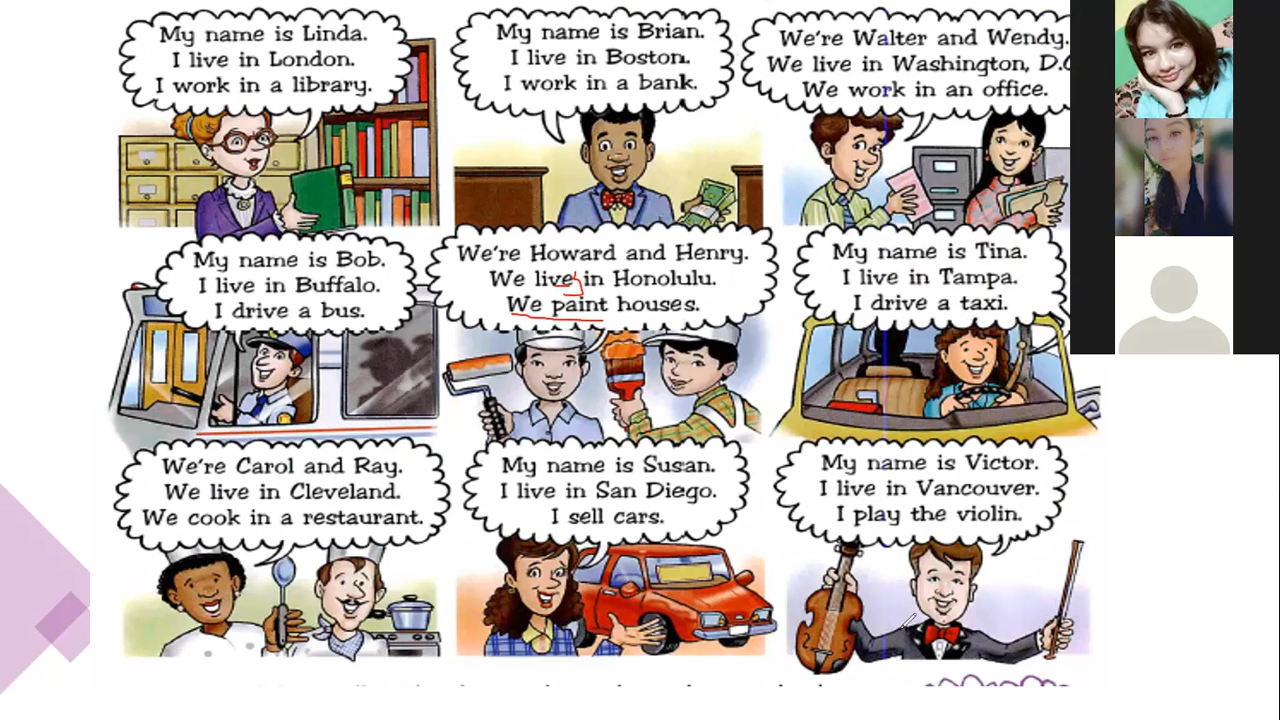 My name is Linda.
I live in London.
I work in a library.
My name is Brian.
I live in Boston.
I work in a bank.
We're Walter and Wendy.
We live in Washington,
We work in an office.
My name is Bob.
I live in Buffalo.
I drive a bus.
We're Howard and Henry.
We live in Honolulu.
We paint houses.
My name is Tina.
I live in Tampa.
I drive a taxi.
We're Carol and Ray.
We live in Cleveland.
We cook in a restaurant.
My name is Susan.
I live in San Diego.
I sell cars.
My name is Victor.
I live in Vancouver.
I play the violin.